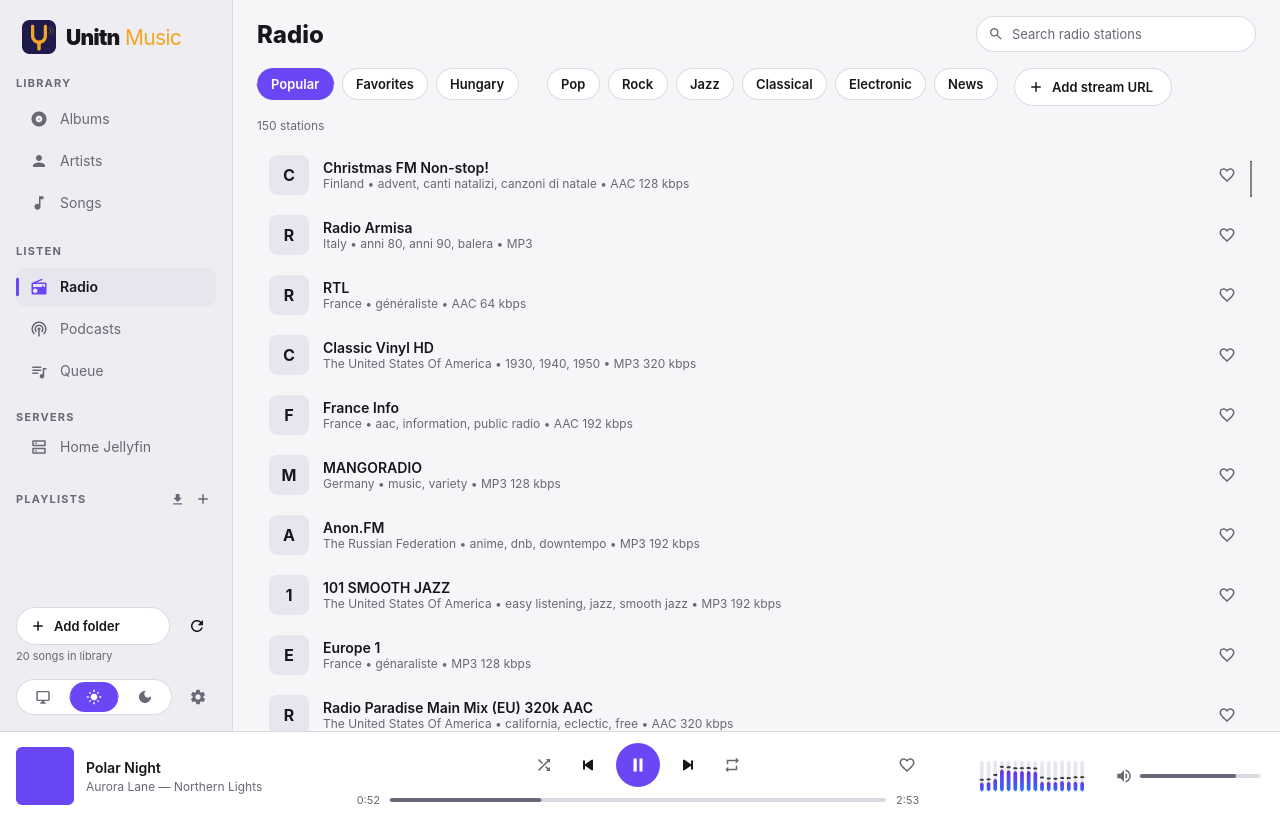 Unitn Music
LIBRARY
Albums
Artists
Songs
LISTEN
Radio
Podcasts
Queue
SERVERS
Home Jellyfin
PLAYLISTS
Add folder
20 songs in library
Radio
Search radio stations
Popular Favorites Hungary Pop Rock Jazz Classical Electronic News Add stream URL
150 stations
C
Christmas FM Non-stop!
Finland • advent, canti natalizi, canzoni di natale • AAC 128 kbps
R
Radio Armisa
Italy • anni 80, anni 90, balera • MP3
R
RTL
France • généraliste • AAC 64 kbps
C
Classic Vinyl HD
The United States Of America • 1930, 1940, 1950 • MP3 320 kbps
F
France Info
France • aac, information, public radio • AAC 192 kbps
M
MANGORADIO
Germany • music, variety • MP3 128 kbps
A
Anon.FM
The Russian Federation • anime, dnb, downtempo • MP3 192 kbps
1
101 SMOOTH JAZZ
The United States Of America • easy listening, jazz, smooth jazz • MP3 192 kbps
E
Europe 1
France • génaraliste • MP3 128 kbps
R
Radio Paradise Main Mix (EU) 320k AAC
The United States Of America • california, eclectic, free • AAC 320 kbps
Polar Night
Aurora Lane — Northern Lights
0:52
2:53